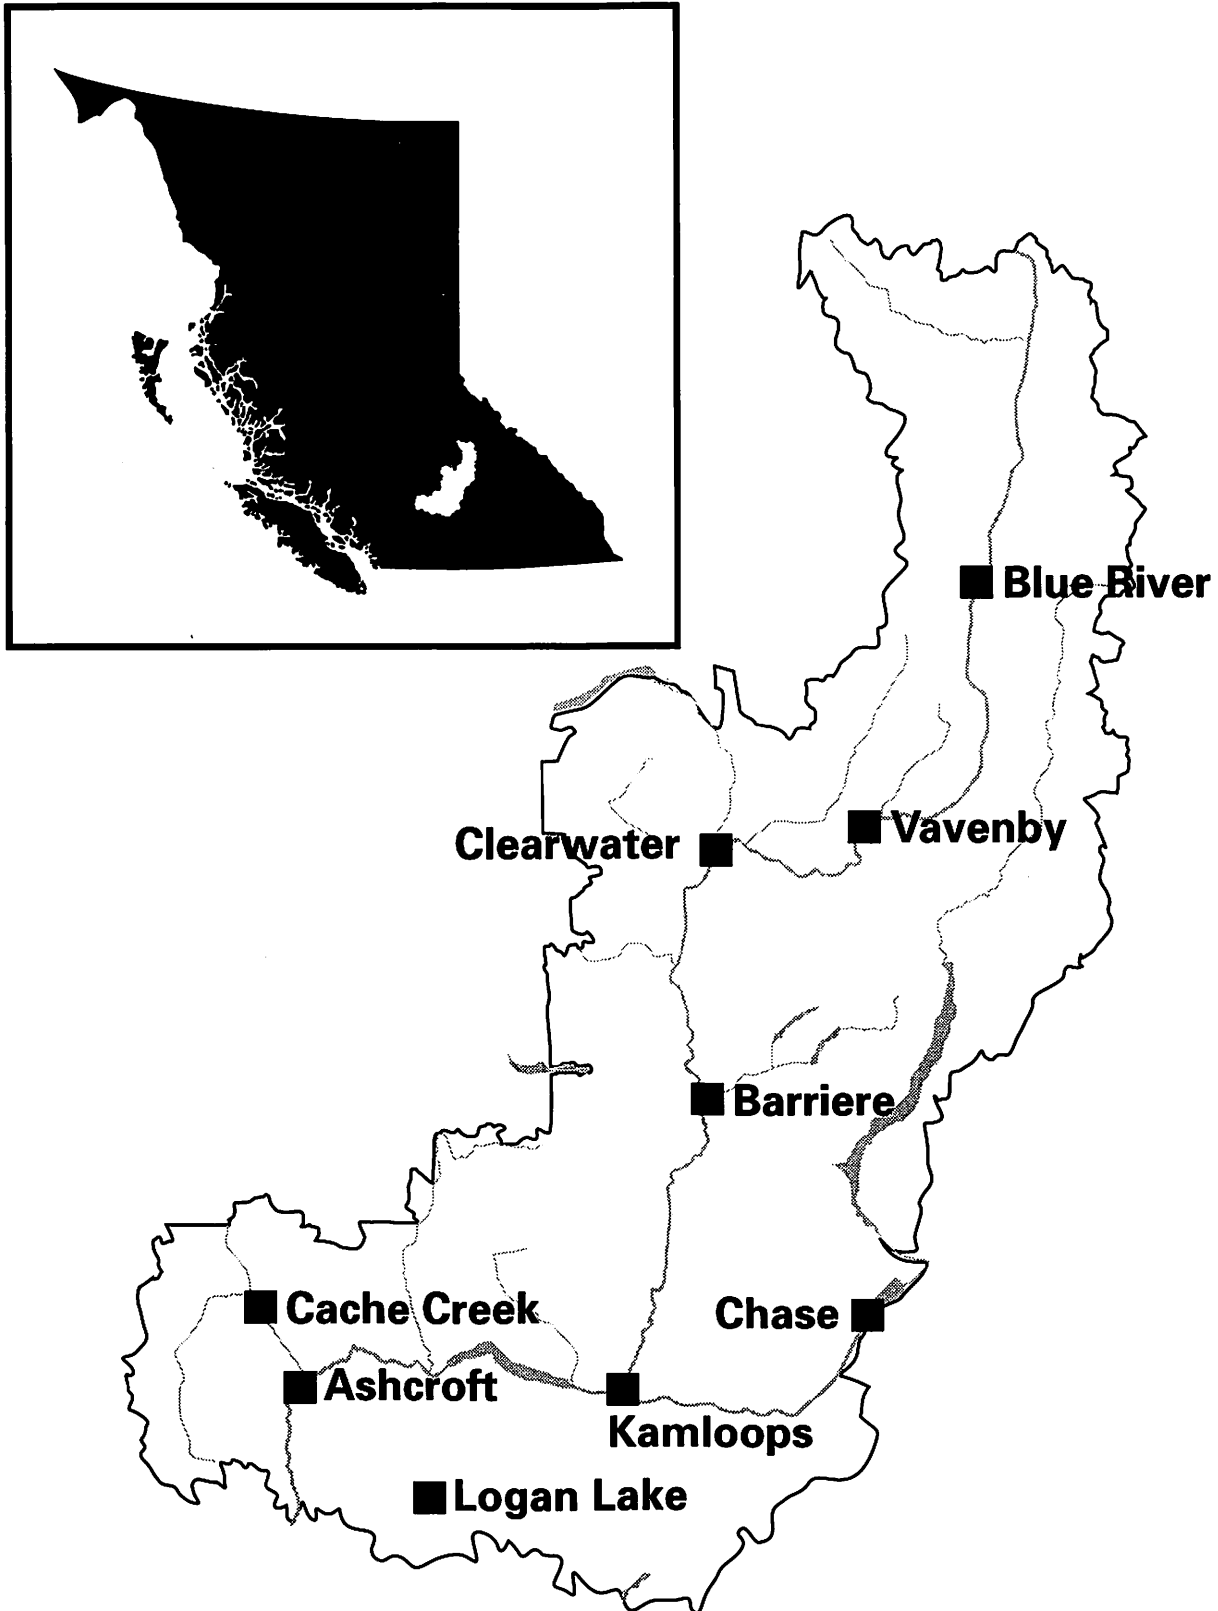 Blue River
Vavenby
Clearwater
Barriere
Cache Creek
Chase
Ashcroft
Kamloops
Logan Lake